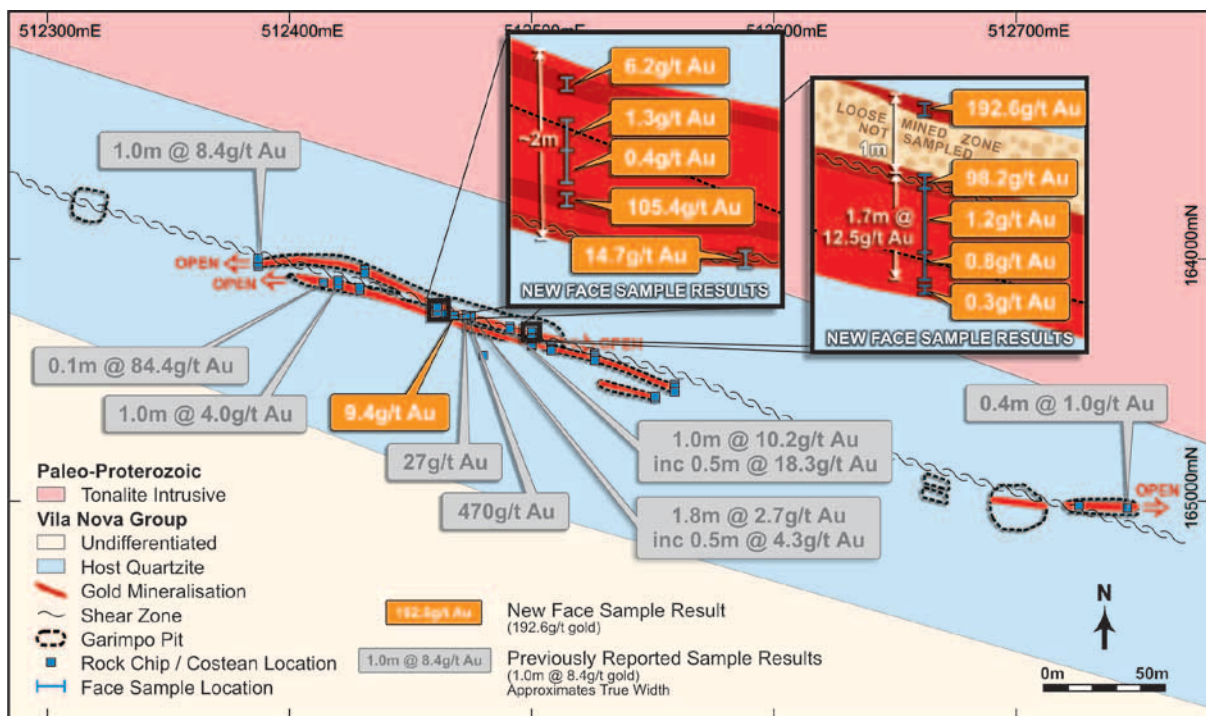 512300mE
512400mE
512500mE
512600mE
512700mE
164000mN
165000mN
1.0m @ 8.4g/t Au
OPEN
OPEN
0.1m @ 84.4g/t Au
1.0m @ 4.0g/t Au
9.4g/t Au
27g/t Au
470g/t Au
OPEN
1.0m @ 10.2g/t Au
inc 0.5m @ 18.3g/t Au
1.8m @ 2.7g/t Au
inc 0.5m @ 4.3g/t Au
0.4m @ 1.0g/t Au
OPEN
6.2g/t Au
1.3g/t Au
~2m
0.4g/t Au
105.4g/t Au
14.7g/t Au
NEW FACE SAMPLE RESULTS
192.6g/t Au
LOOSE MINED ZONE
NOT SAMPLED
1m
98.2g/t Au
1.7m @
12.5g/t Au
1.2g/t Au
0.8g/t Au
0.3g/t Au
NEW FACE SAMPLE RESULTS
Paleo-Proterozoic
Tonalite Intrusive
Vila Nova Group
Undifferentiated
Host Quartzite
Gold Mineralisation
Shear Zone
Garimpo Pit
Rock Chip / Costean Location
Face Sample Location
192.6g/t Au
New Face Sample Result
(192.6g/t gold)
1.0m @ 8.4g/t Au
Previously Reported Sample Results
(1.0m @ 8.4g/t gold)
Approximates True Width
N
0m
50m